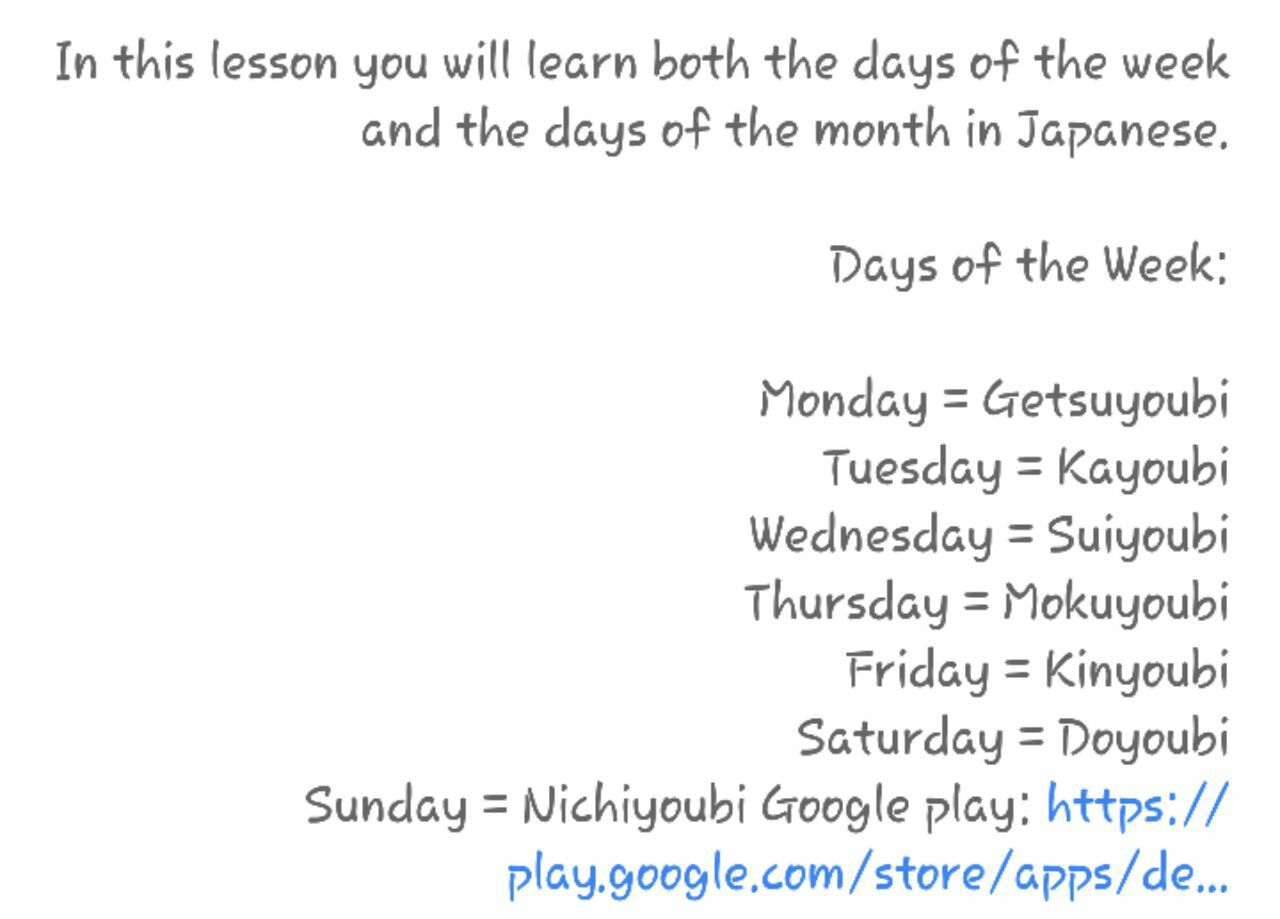 In this lesson you will learn both the days of the week
and the days of the month in Japanese.
Days of the Week:
Monday = Getsuyoubi
Tuesday = Kayoubi
Wednesday = Suiyoubi
Thursday = Mokuyoubi
Friday = Kinyoubi
Saturday = Doyoubi
Sunday = Nichiyoubi Google play: https://
play.google.com/store/apps/de...